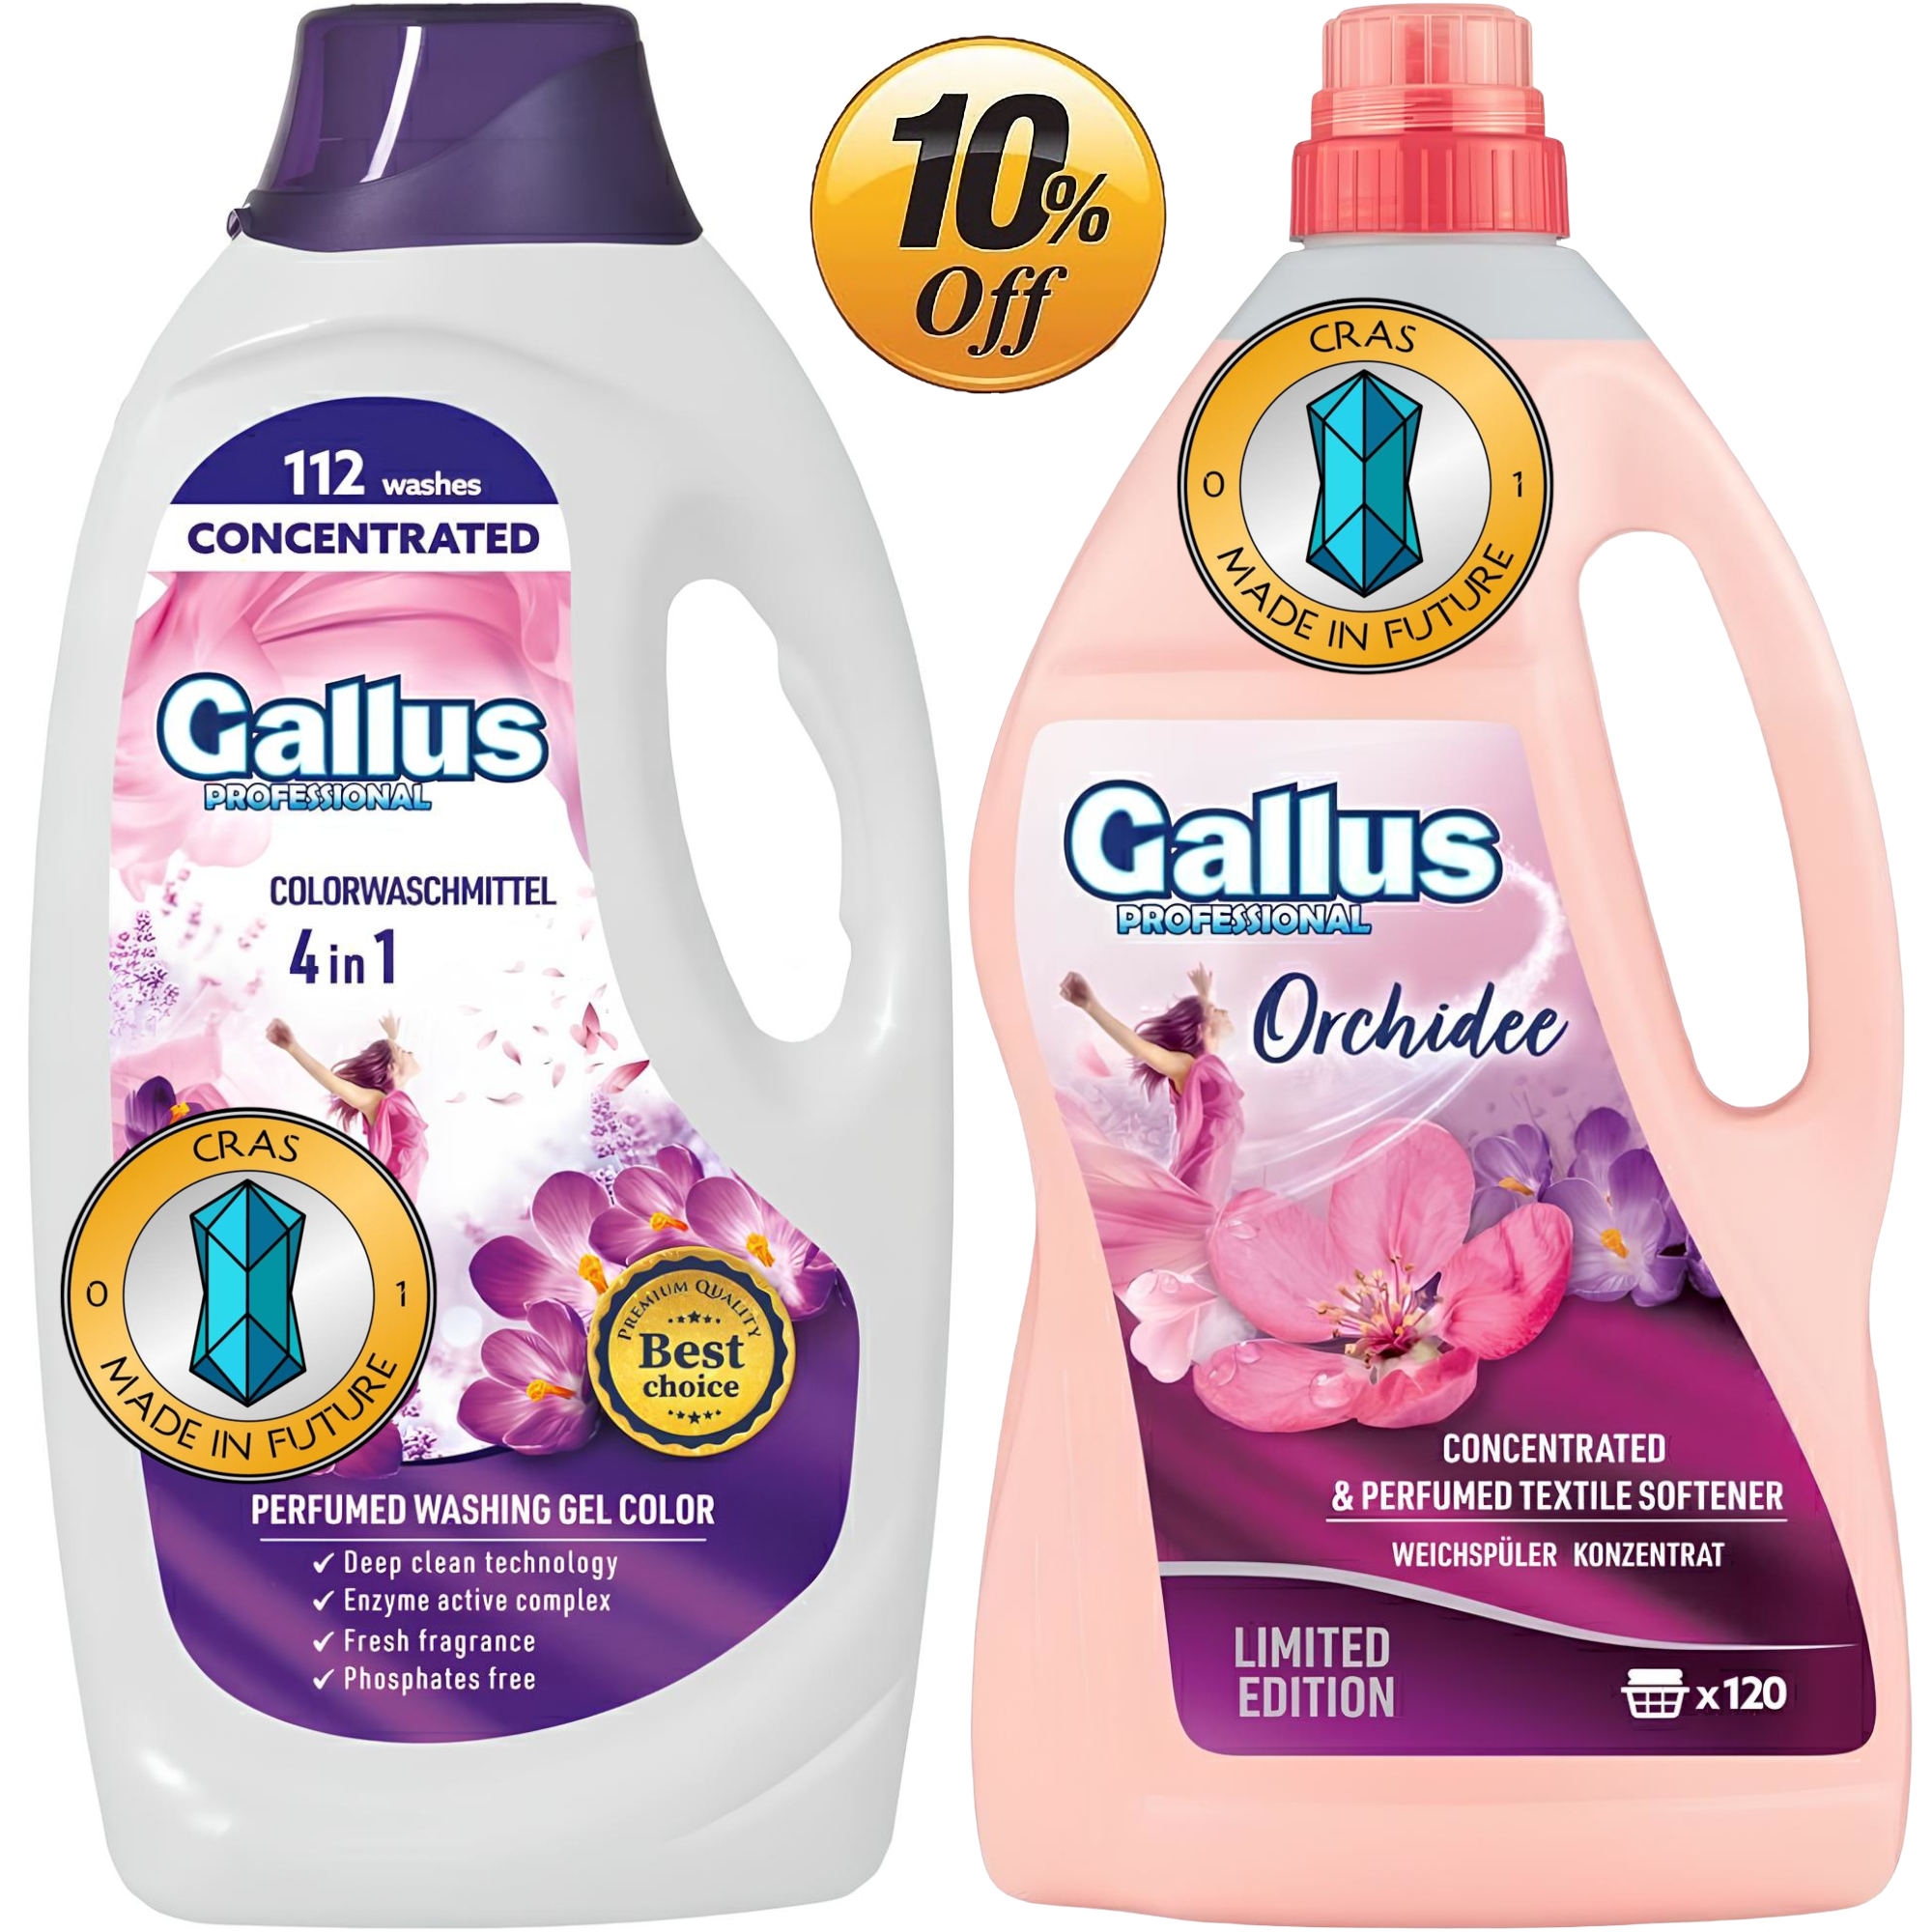 112 washes
CONCENTRATED
Gallus
PROFESSIONAL
COLORWASCHMITTEL
4 in 1
CRAS
0 1
MADE IN FUTURE
PREMIUM QUALITY
Best
choice
PERFUMED WASHING GEL COLOR
✓ Deep clean technology
✓ Enzyme active complex
✓ Fresh fragrance
✓ Phosphates free
10%
Off
CRAS
0 1
MADE IN FUTURE
Gallus
PROFESSIONAL
Orchidee
CONCENTRATED
& PERFUMED TEXTILE SOFTENER
WEICHSPÜLER KONZENTRAT
LIMITED
EDITION
x120